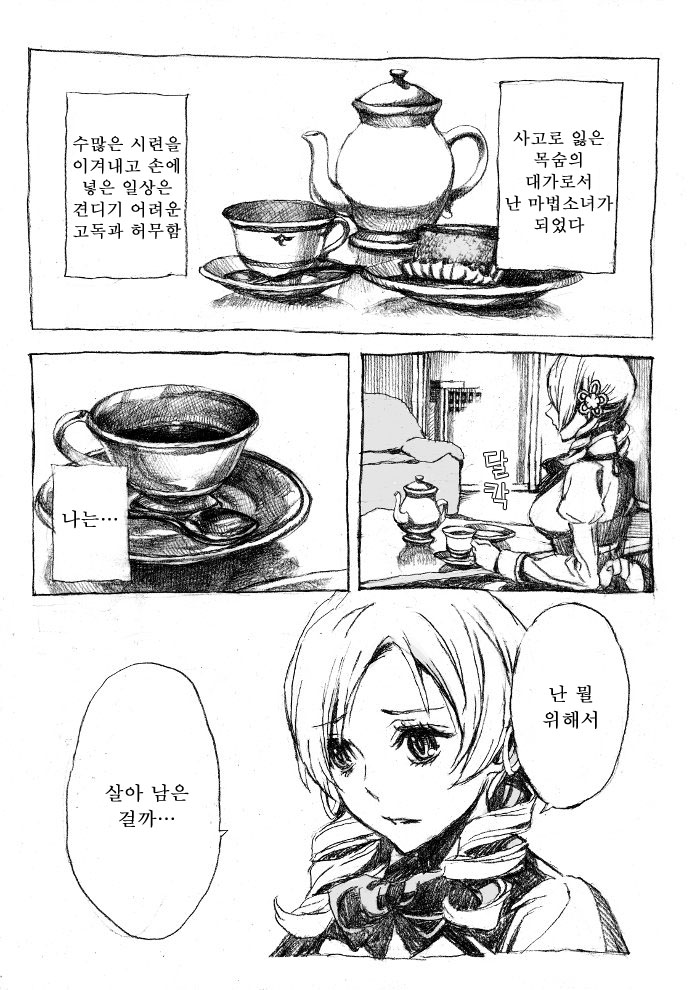 사고로 잃은
목숨의
대가로서
난 마법소녀가
되었다
수많은 시련을
이겨내고 손에
넣은 일상은
견디기 어려운
고독과 허무함
달
칵
나는…
난 뭘
위해서
살아 남은
걸까…